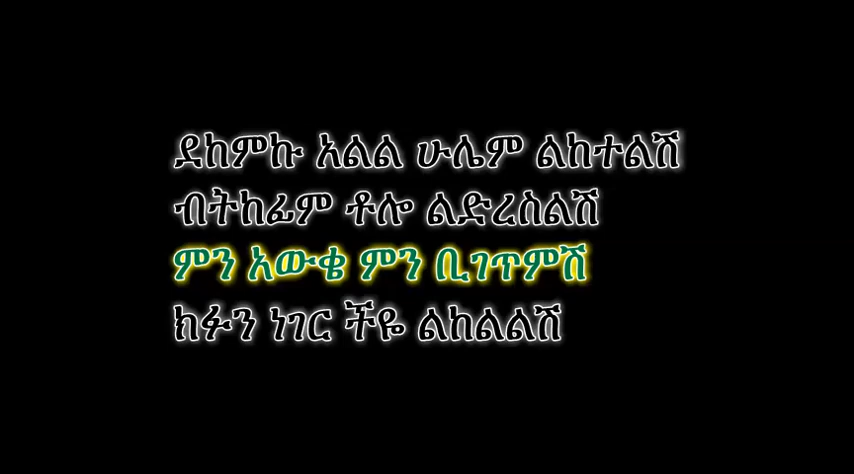 ደከምኩ አልል ሁሌም ልከተልሽ
ብትከፊም ቶሎ ልድረስልሽ
ምን አውቄ ምን ቢገጥምሽ
ክፉን ነገር ችዬ ልከልልሽ